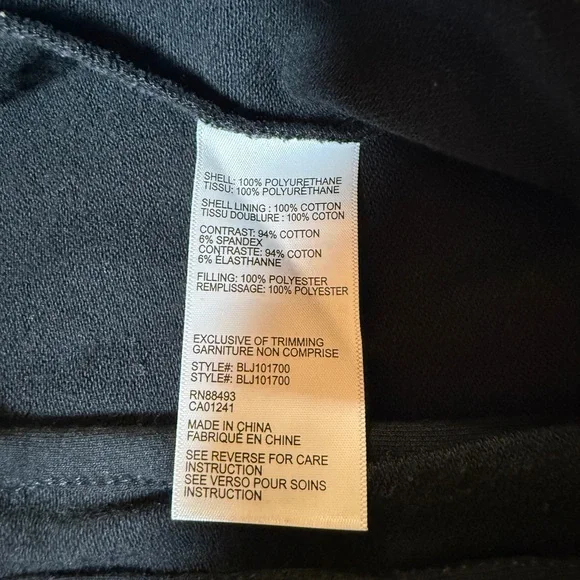 SHELL: 100% POLYURETHANE
TISSU: 100% POLYURETHANE
SHELL LINING : 100% COTTON
TISSU DOUBLURE : 100% COTON
CONTRAST: 94% COTTON
6% SPANDEX
CONTRASTE: 94% COTON
6% ÉLASTHANNE
FILLING: 100% POLYESTER
REMPLISSAGE: 100% POLYESTER
EXCLUSIVE OF TRIMMING
GARNITURE NON COMPRISE
STYLE#: BLJ101700
STYLE#: BLJ101700
RN88493
CA01241
MADE IN CHINA
FABRIQUÉ EN CHINE
SEE REVERSE FOR CARE
INSTRUCTION
SEE VERSO POUR SOINS
INSTRUCTION